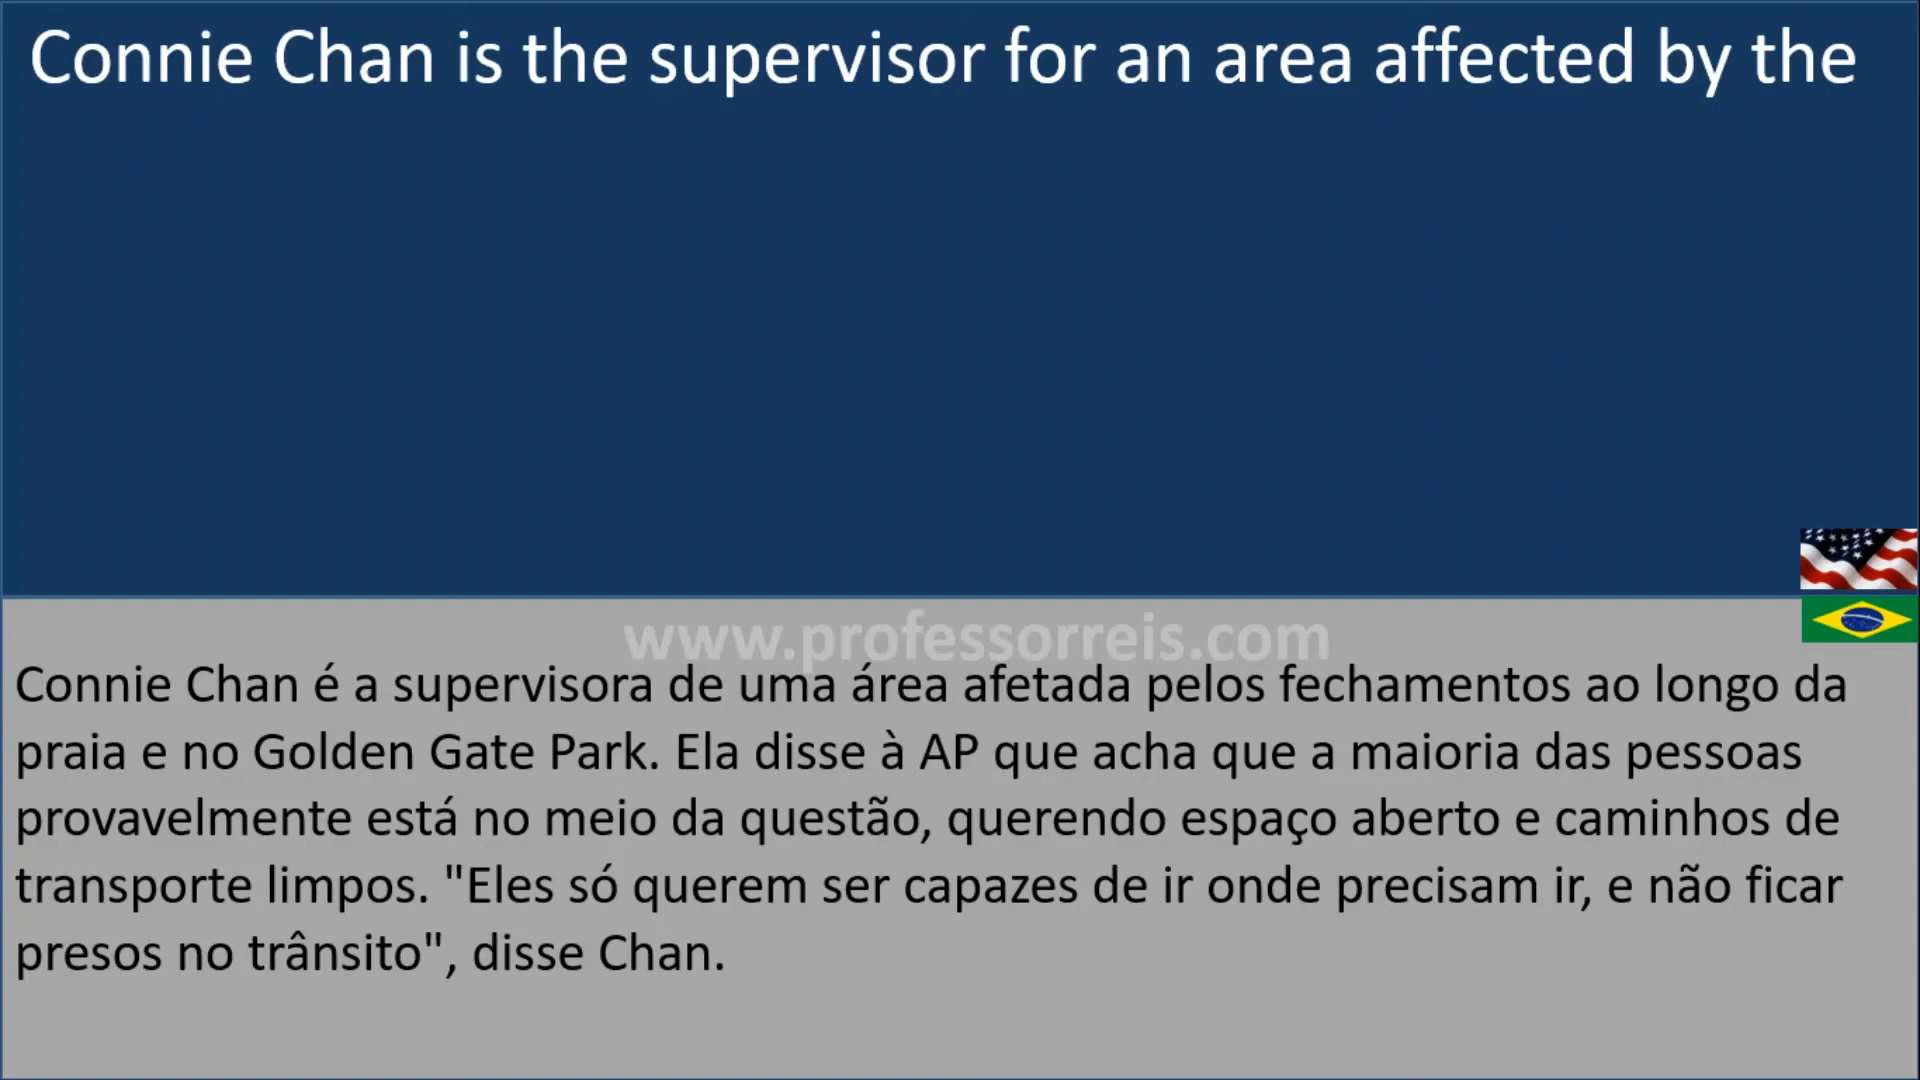 Connie Chan is the supervisor for an area affected by the
www.professorreis.com
Connie Chan é a supervisora de uma área afetada pelos fechamentos ao longo da
praia e no Golden Gate Park. Ela disse à AP que acha que a maioria das pessoas
provavelmente está no meio da questão, querendo espaço aberto e caminhos de
transporte limpos. "Eles só querem ser capazes de ir onde precisam ir, e não ficar
presos no trânsito", disse Chan.